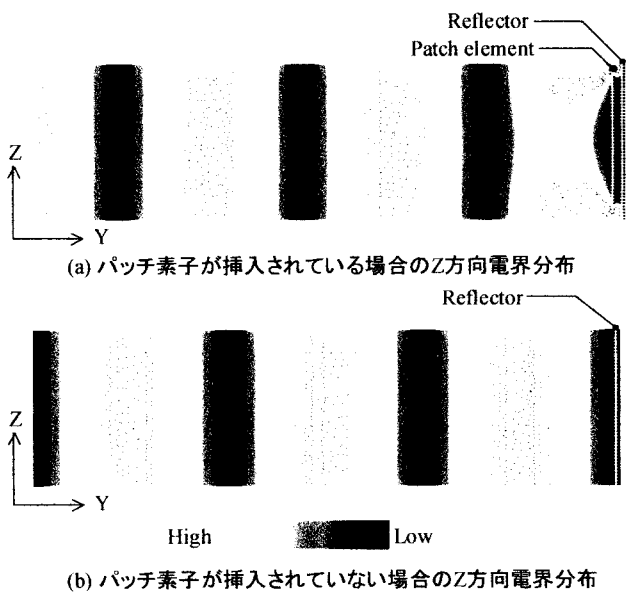 Reflector
Patch element
Z
Y
(a) パッチ素子が挿入されている場合のZ方向電界分布
Reflector
Z
Y
High Low
(b) パッチ素子が挿入されていない場合のZ方向電界分布